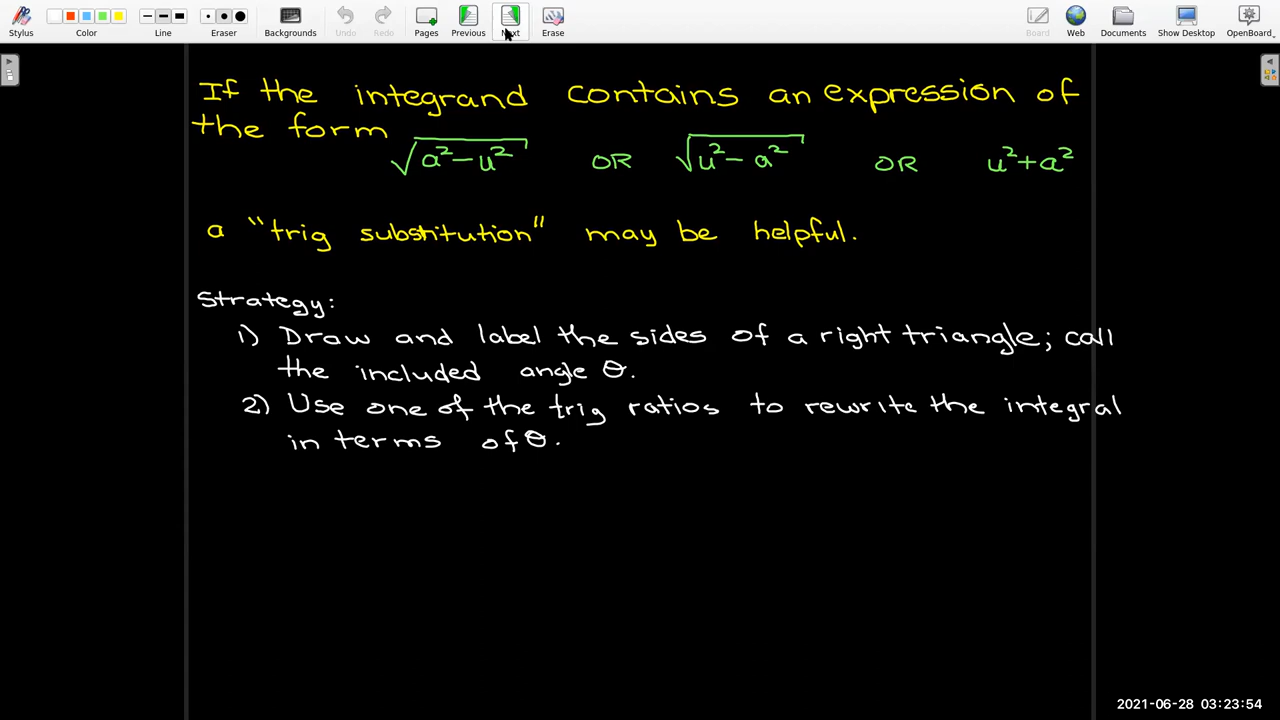 Stylus Color Line Eraser Backgrounds Undo Redo Pages Previous Next Erase Board Web Documents Show Desktop OpenBoard
If the integrand contains an expression of
the form
√a²-u² OR √u²-a² OR u²+a²
a "trig substitution" may be helpful.
Strategy:
1) Draw and label the sides of a right triangle; call
the included angle θ.
2) Use one of the trig ratios to rewrite the integral
in terms of θ.
2021-06-28 03:23:54